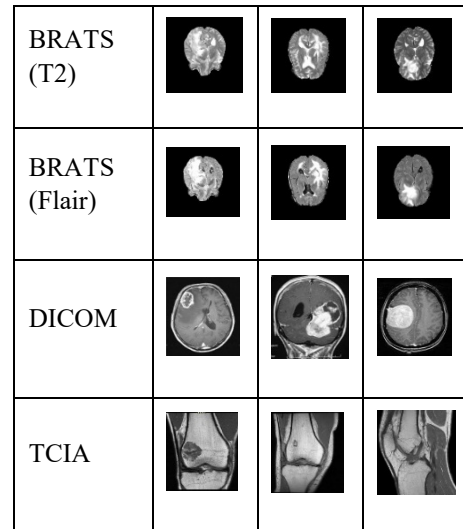 BRATS
(T2)
BRATS
(Flair)
DICOM
TCIA